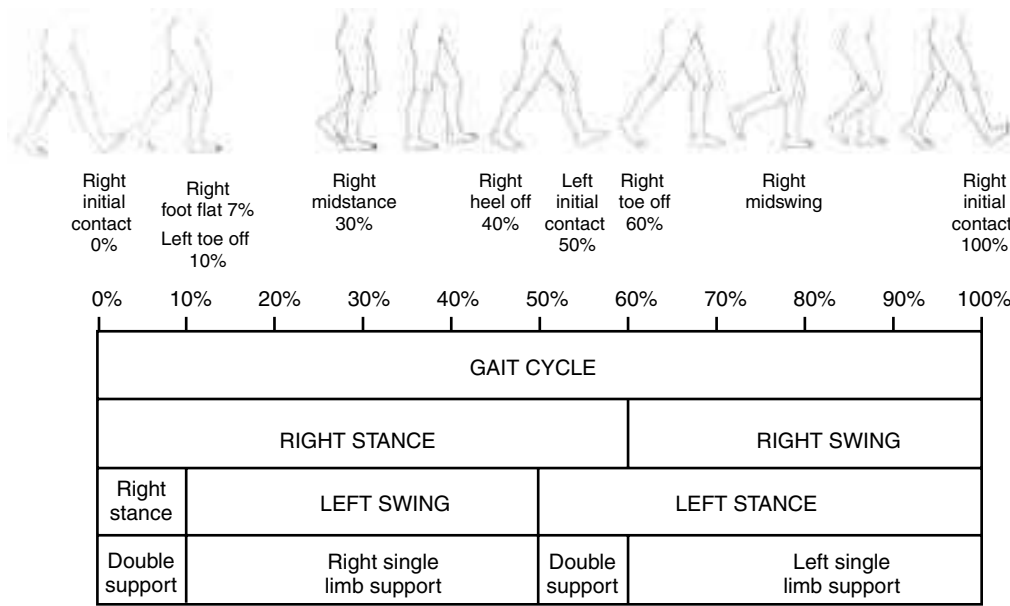 Right
initial
contact
0%
Right
foot flat 7%
Left toe off
10%
Right
midstance
30%
Right
heel off
40%
Left
initial
contact
50%
Right
toe off
60%
Right
midswing
Right
initial
contact
100%
0% 10% 20% 30% 40% 50% 60% 70% 80% 90% 100%
GAIT CYCLE
RIGHT STANCE RIGHT SWING
Right
stance
LEFT SWING
LEFT STANCE
Double
support
Right single
limb support
Double
support
Left single
limb support